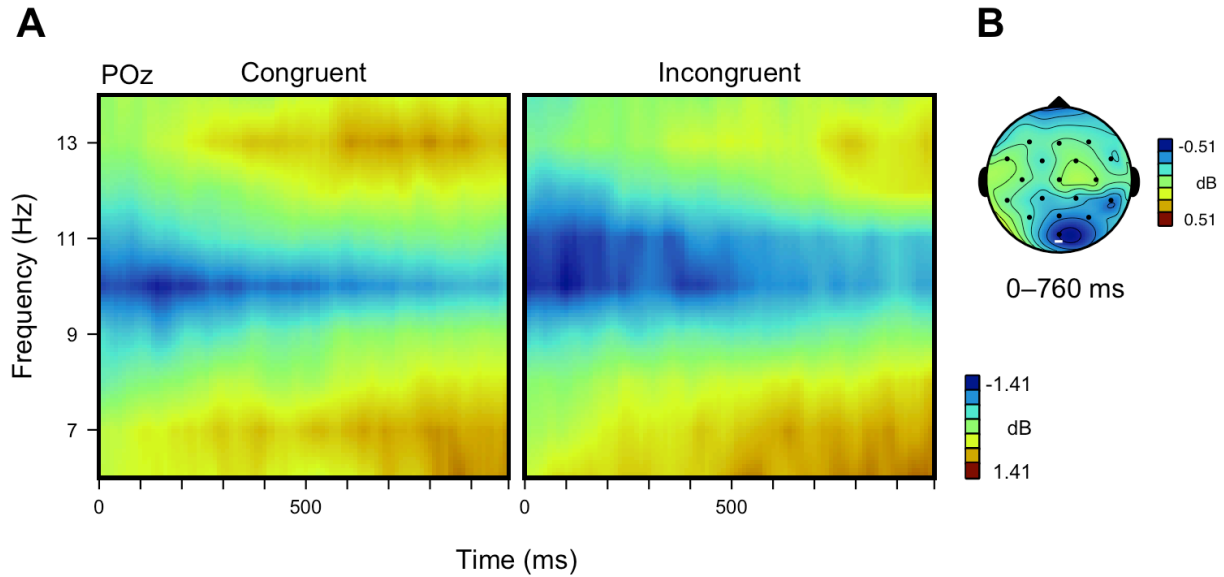 A
B
POz
Congruent
Incongruent
Frequency (Hz)
13
11
9
7
0
500
0
500
Time (ms)
-0.51
dB
0.51
0–760 ms
-1.41
dB
1.41